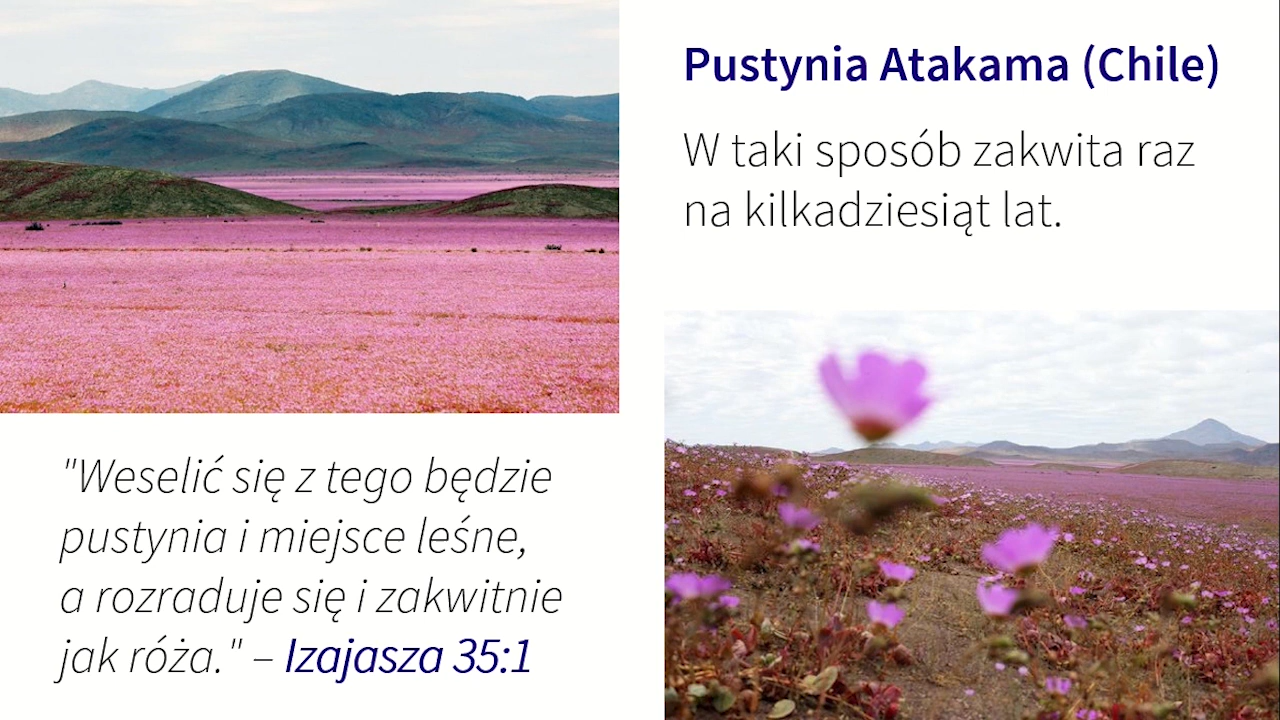 Pustynia Atakama (Chile)
W taki sposób zakwita raz
na kilkadziesiąt lat.
"Weselić się z tego będzie
pustynia i miejsce leśne,
a rozraduje się i zakwitnie
jak róża." – Izajasza 35:1